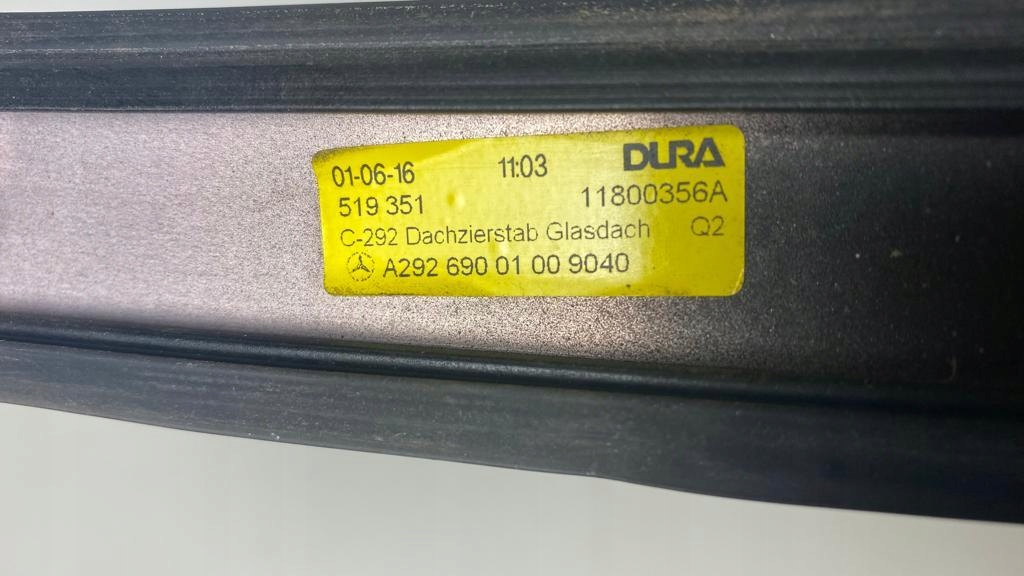 01-06-16 11:03 DURA
519 351 11800356A
C-292 Dachzierstab Glasdach Q2
A292 690 01 00 9040